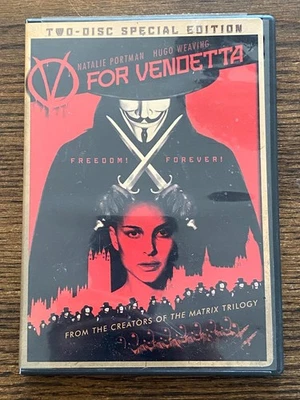 TWO-DISC SPECIAL EDITION
NATALIE PORTMAN HUGO WEAVING
V FOR VENDETTA
FREEDOM! FOREVER!
FROM THE CREATORS OF THE MATRIX TRILOGY